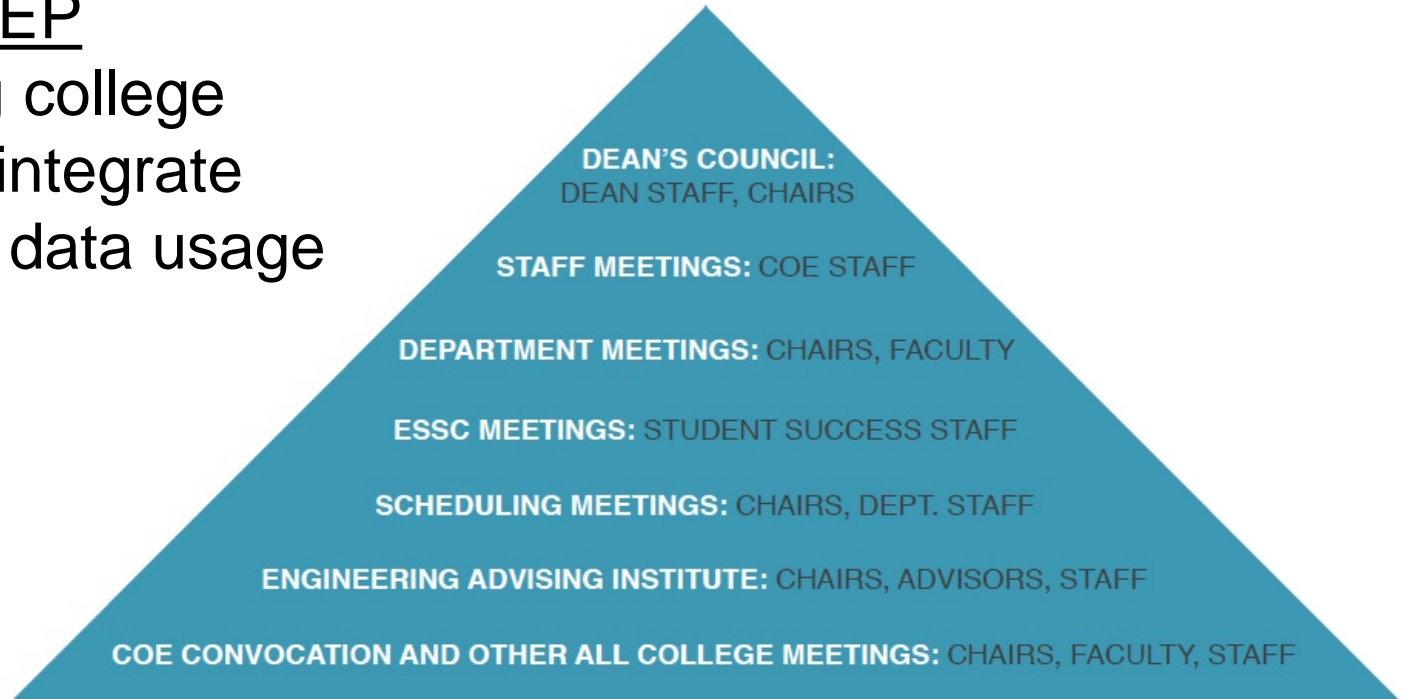 EP
g college
integrate
data usage
DEAN'S COUNCIL:
DEAN STAFF, CHAIRS
STAFF MEETINGS: COE STAFF
DEPARTMENT MEETINGS: CHAIRS, FACULTY
ESSC MEETINGS: STUDENT SUCCESS STAFF
SCHEDULING MEETINGS: CHAIRS, DEPT. STAFF
ENGINEERING ADVISING INSTITUTE: CHAIRS, ADVISORS, STAFF
COE CONVOCATION AND OTHER ALL COLLEGE MEETINGS: CHAIRS, FACULTY, STAFF